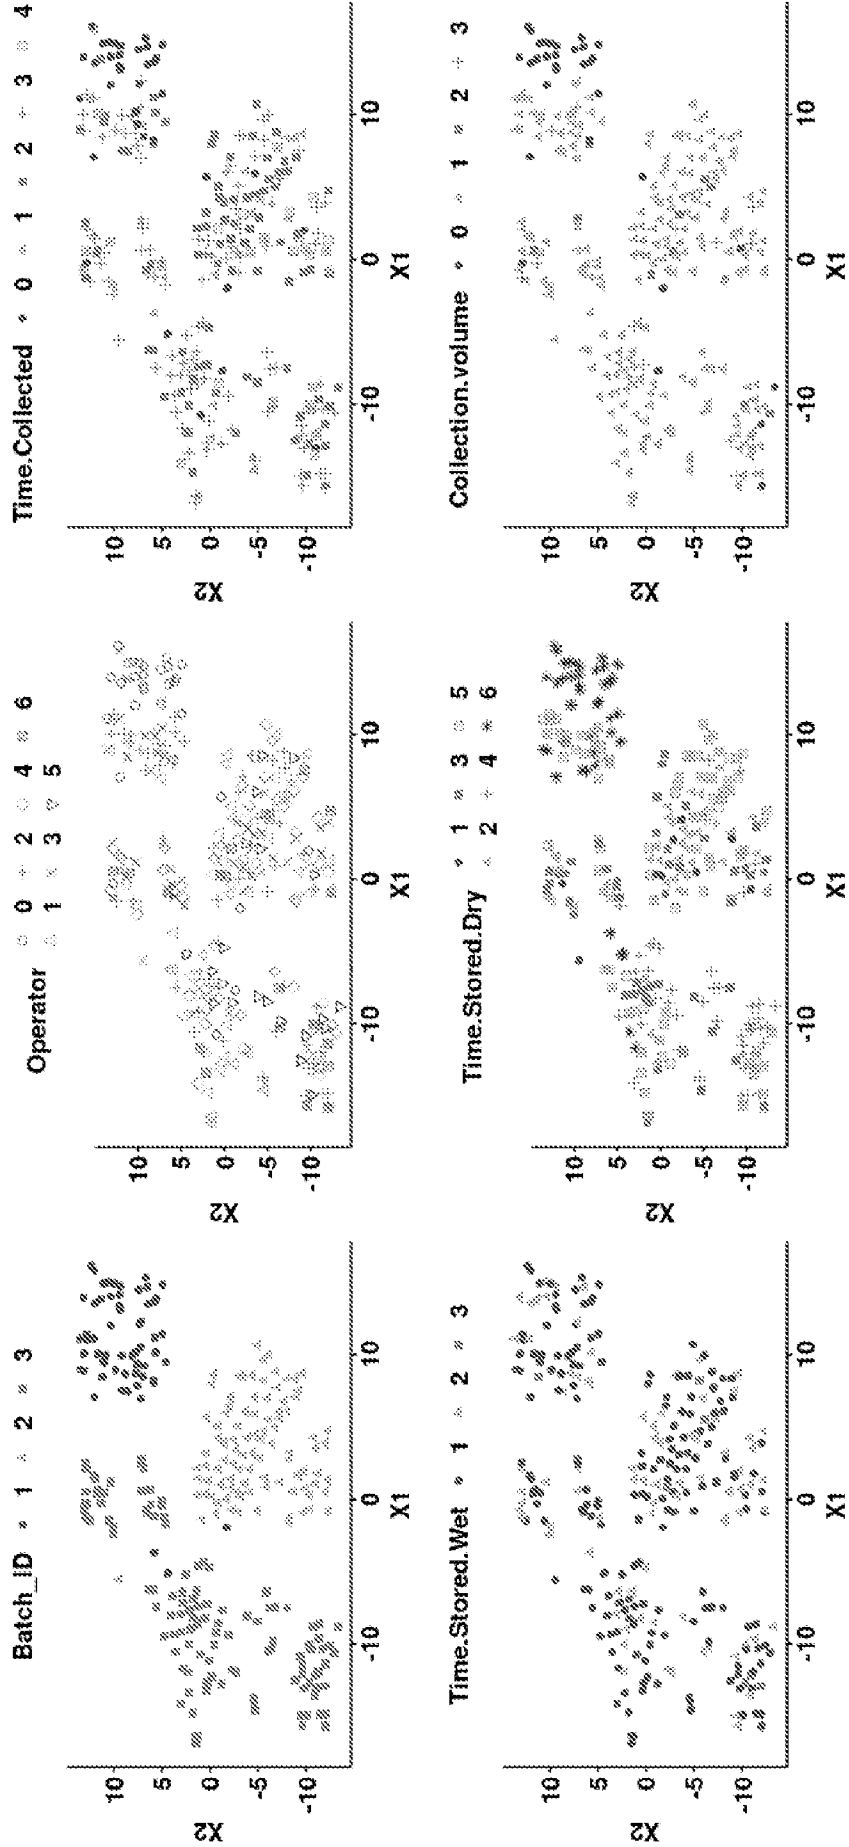 Batch_ID 1 2 3
X2
10
5
0
-5
-10
-10 0 10
X1
Operator
0 2 4 6
1 3 5
X2
10
5
0
-5
-10
-10 0 10
X1
Time.Collected 0 1 2 3 4
X2
10
5
0
-5
-10
-10 0 10
X1
Time.Stored.Wet 1 2 3
X2
10
5
0
-5
-10
-10 0 10
X1
Time.Stored.Dry
1 3 5
2 4 6
X2
10
5
0
-5
-10
-10 0 10
X1
Collection.volume 0 1 2 3
X2
10
5
0
-5
-10
-10 0 10
X1